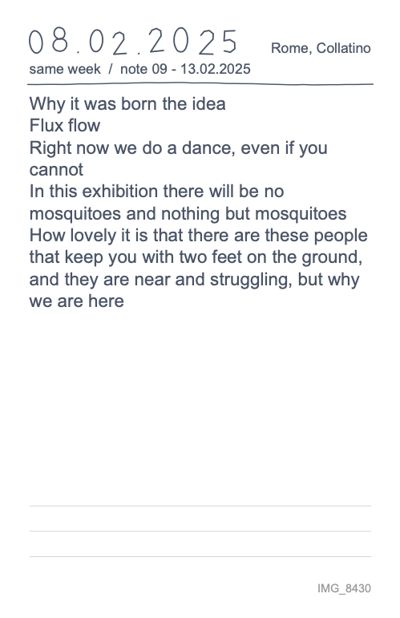 08.02.2025
Rome, Collatino
same week / note 09 - 13.02.2025
Why it was born the idea
Flux flow
Right now we do a dance, even if you
cannot
In this exhibition there will be no
mosquitoes and nothing but mosquitoes
How lovely it is that there are these people
that keep you with two feet on the ground,
and they are near and struggling, but why
we are here
IMG_8430